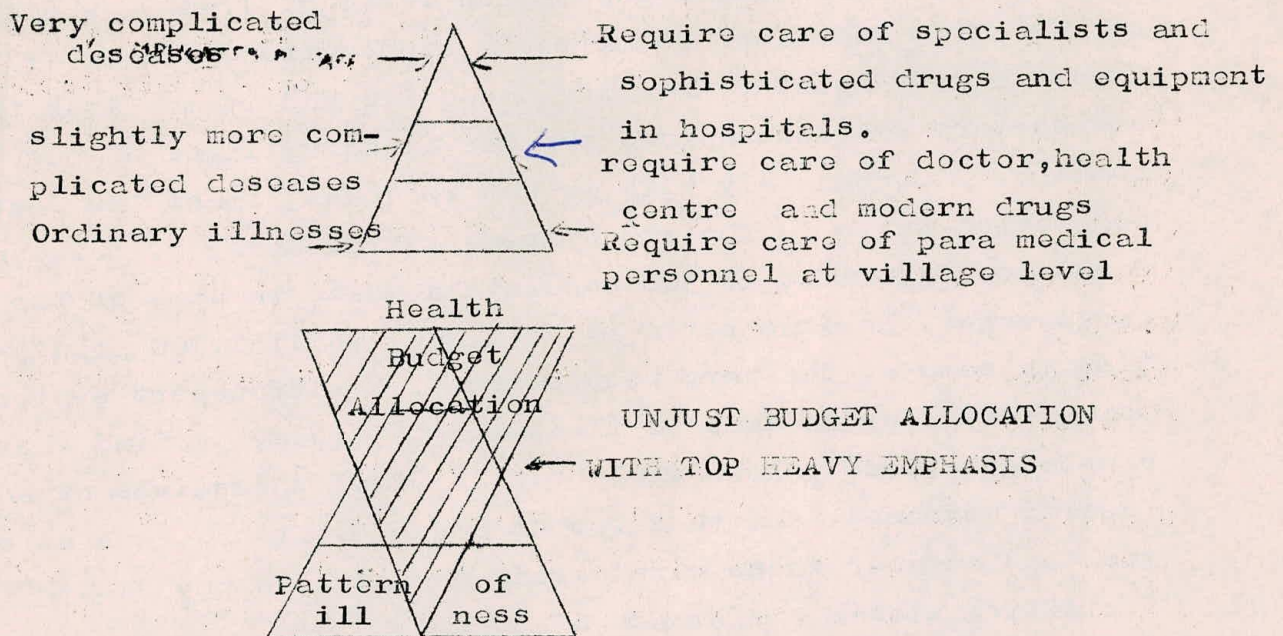 Very complicated
deseases
slightly more com-
plicated deseases
Ordinary illnesses
Require care of specialists and
sophisticated drugs and equipment
in hospitals.
require care of doctor,health
centre and modern drugs
Require care of para medical
personnel at village level
Health
Budget
Allocation
UNJUST BUDGET ALLOCATION
WITH TOP HEAVY EMPHASIS
Pattern of
ill ness